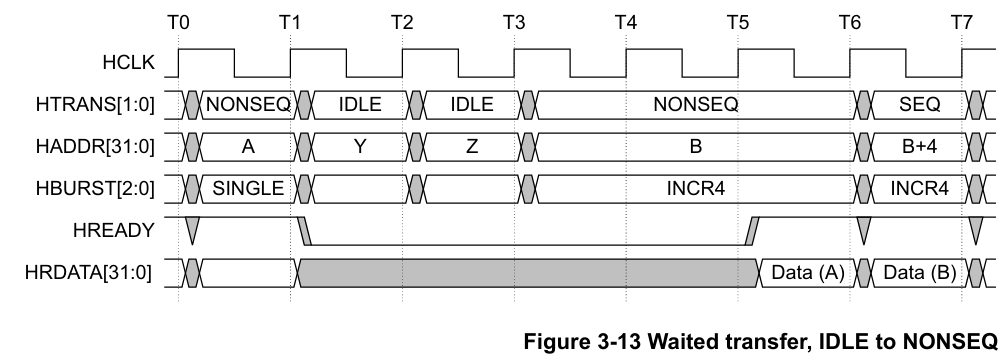 T0 T1 T2 T3 T4 T5 T6 T7
HCLK
HTRANS[1:0] NONSEQ IDLE IDLE NONSEQ SEQ
HADDR[31:0] A Y Z B B+4
HBURST[2:0] SINGLE INCR4 INCR4
HREADY
HRDATA[31:0] Data (A) Data (B)
Figure 3-13 Waited transfer, IDLE to NONSEQ